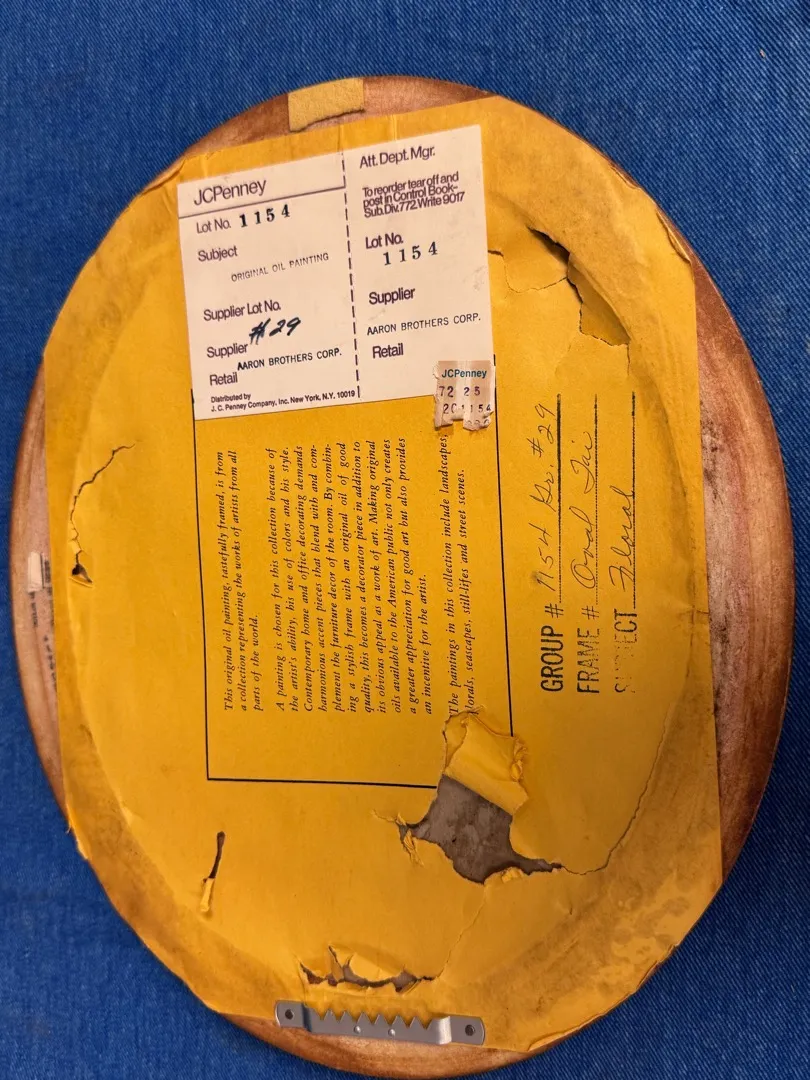 JCPenney
Lot No. 1154
Subject
ORIGINAL OIL PAINTING
Supplier Lot No.
#29
Supplier AARON BROTHERS CORP.
Retail
Distributed by
J. C. Penney Company, Inc. New York, N.Y. 10019
Att. Dept. Mgr.
To reorder tear off and
post in Control Book-
Sub. Div. 772. Write 9017
Lot No.
1154
Supplier
AARON BROTHERS CORP.
Retail
JCPenney
72 25
20 1154
This original oil painting, tastefully framed, is from
a collection representing the works of artists from all
parts of the world.
A painting is chosen for this collection because of
the artist's ability, his use of colors and his style.
Contemporary home and office decorating demands
harmonious accent pieces that blend with and com-
plement the furniture decor of the room. By combin-
ing a stylish frame with an original oil of good
quality, this becomes a decorator piece in addition to
its obvious appeal as a work of art. Making original
oils available to the American public not only creates
a greater appreciation for good art but also provides
an incentive for the artist.
The paintings in this collection include landscapes,
florals, seascapes, still-lifes and street scenes.
GROUP # 1154 Gr. #29
FRAME # Oval
SUBJECT Floral